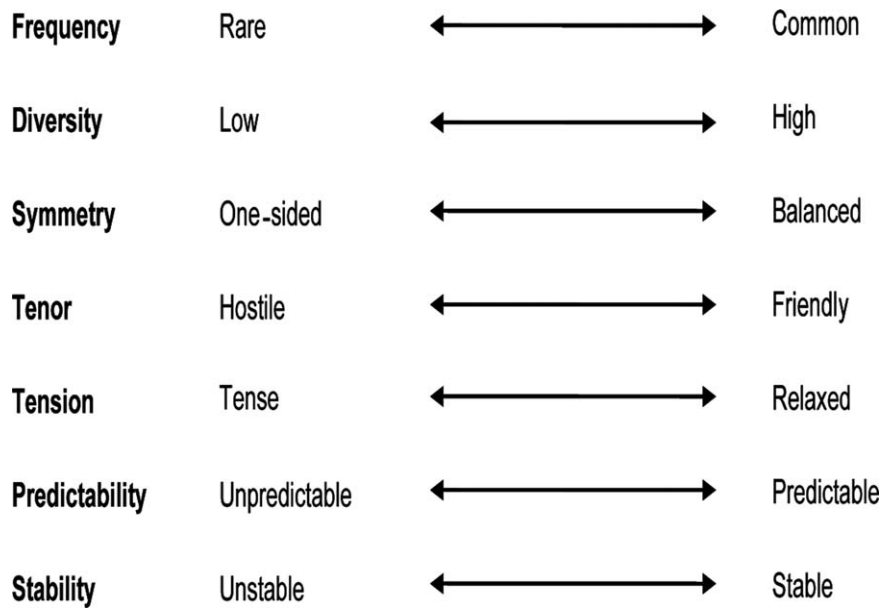 Frequency Rare Common
Diversity Low High
Symmetry One-sided Balanced
Tenor Hostile Friendly
Tension Tense Relaxed
Predictability Unpredictable Predictable
Stability Unstable Stable